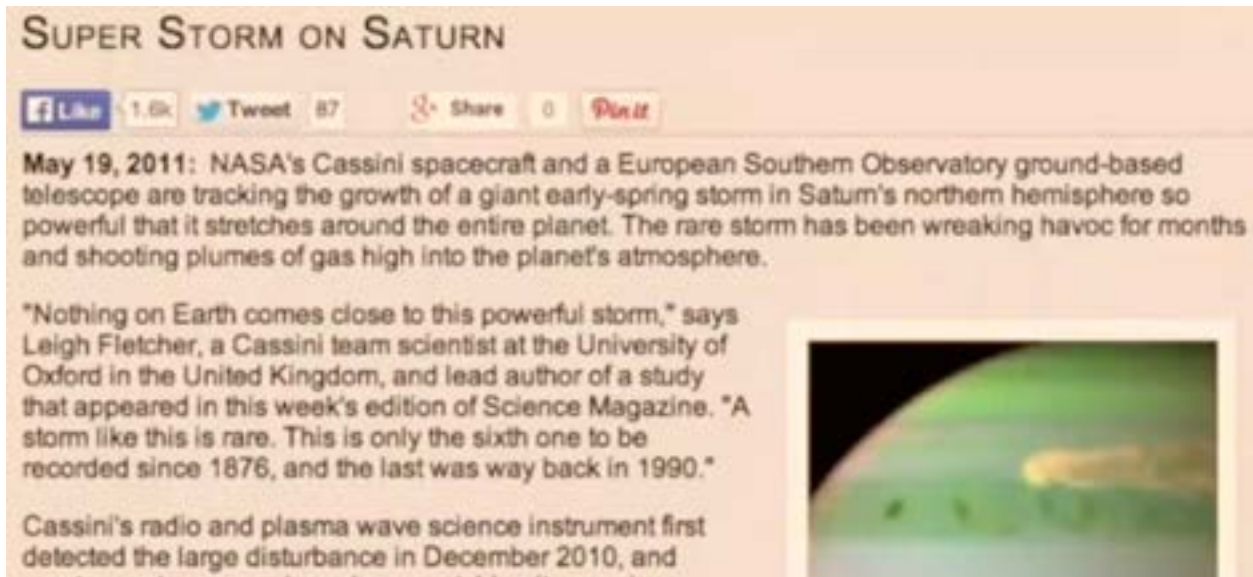 SUPER STORM ON SATURN
Like 1.6k Tweet 87 Share 0 Pin it
May 19, 2011: NASA's Cassini spacecraft and a European Southern Observatory ground-based
telescope are tracking the growth of a giant early-spring storm in Saturn's northern hemisphere so
powerful that it stretches around the entire planet. The rare storm has been wreaking havoc for months
and shooting plumes of gas high into the planet's atmosphere.
"Nothing on Earth comes close to this powerful storm," says
Leigh Fletcher, a Cassini team scientist at the University of
Oxford in the United Kingdom, and lead author of a study
that appeared in this week's edition of Science Magazine. "A
storm like this is rare. This is only the sixth one to be
recorded since 1876, and the last was way back in 1990."
Cassini's radio and plasma wave science instrument first
detected the large disturbance in December 2010, and